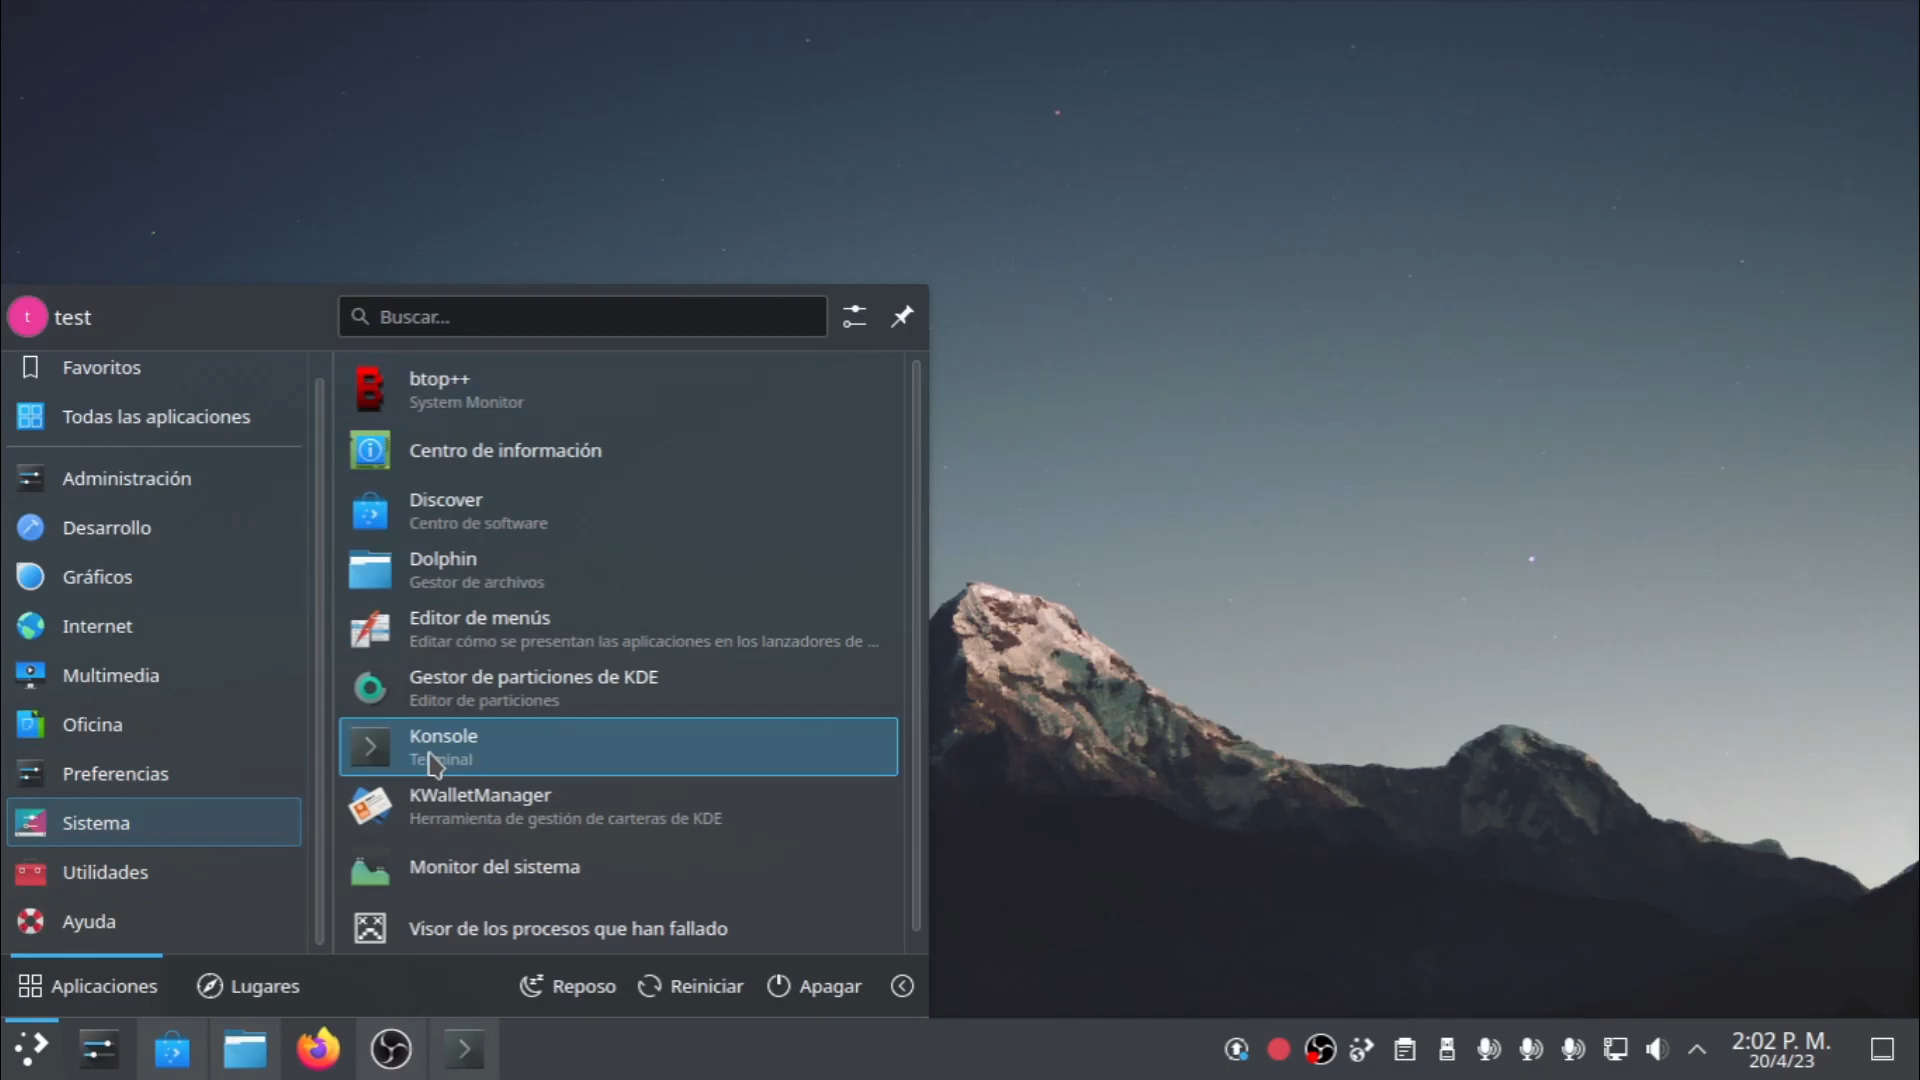 t
test
Buscar...
Favoritos
Todas las aplicaciones
Administración
Desarrollo
Gráficos
Internet
Multimedia
Oficina
Preferencias
Sistema
Utilidades
Ayuda
btop++
System Monitor
Centro de información
Discover
Centro de software
Dolphin
Gestor de archivos
Editor de menús
Editar cómo se presentan las aplicaciones en los lanzadores de ...
Gestor de particiones de KDE
Editor de particiones
Konsole
Terminal
KWalletManager
Herramienta de gestión de carteras de KDE
Monitor del sistema
Visor de los procesos que han fallado
Aplicaciones
Lugares
Reposo
Reiniciar
Apagar
2:02 P. M.
20/4/23